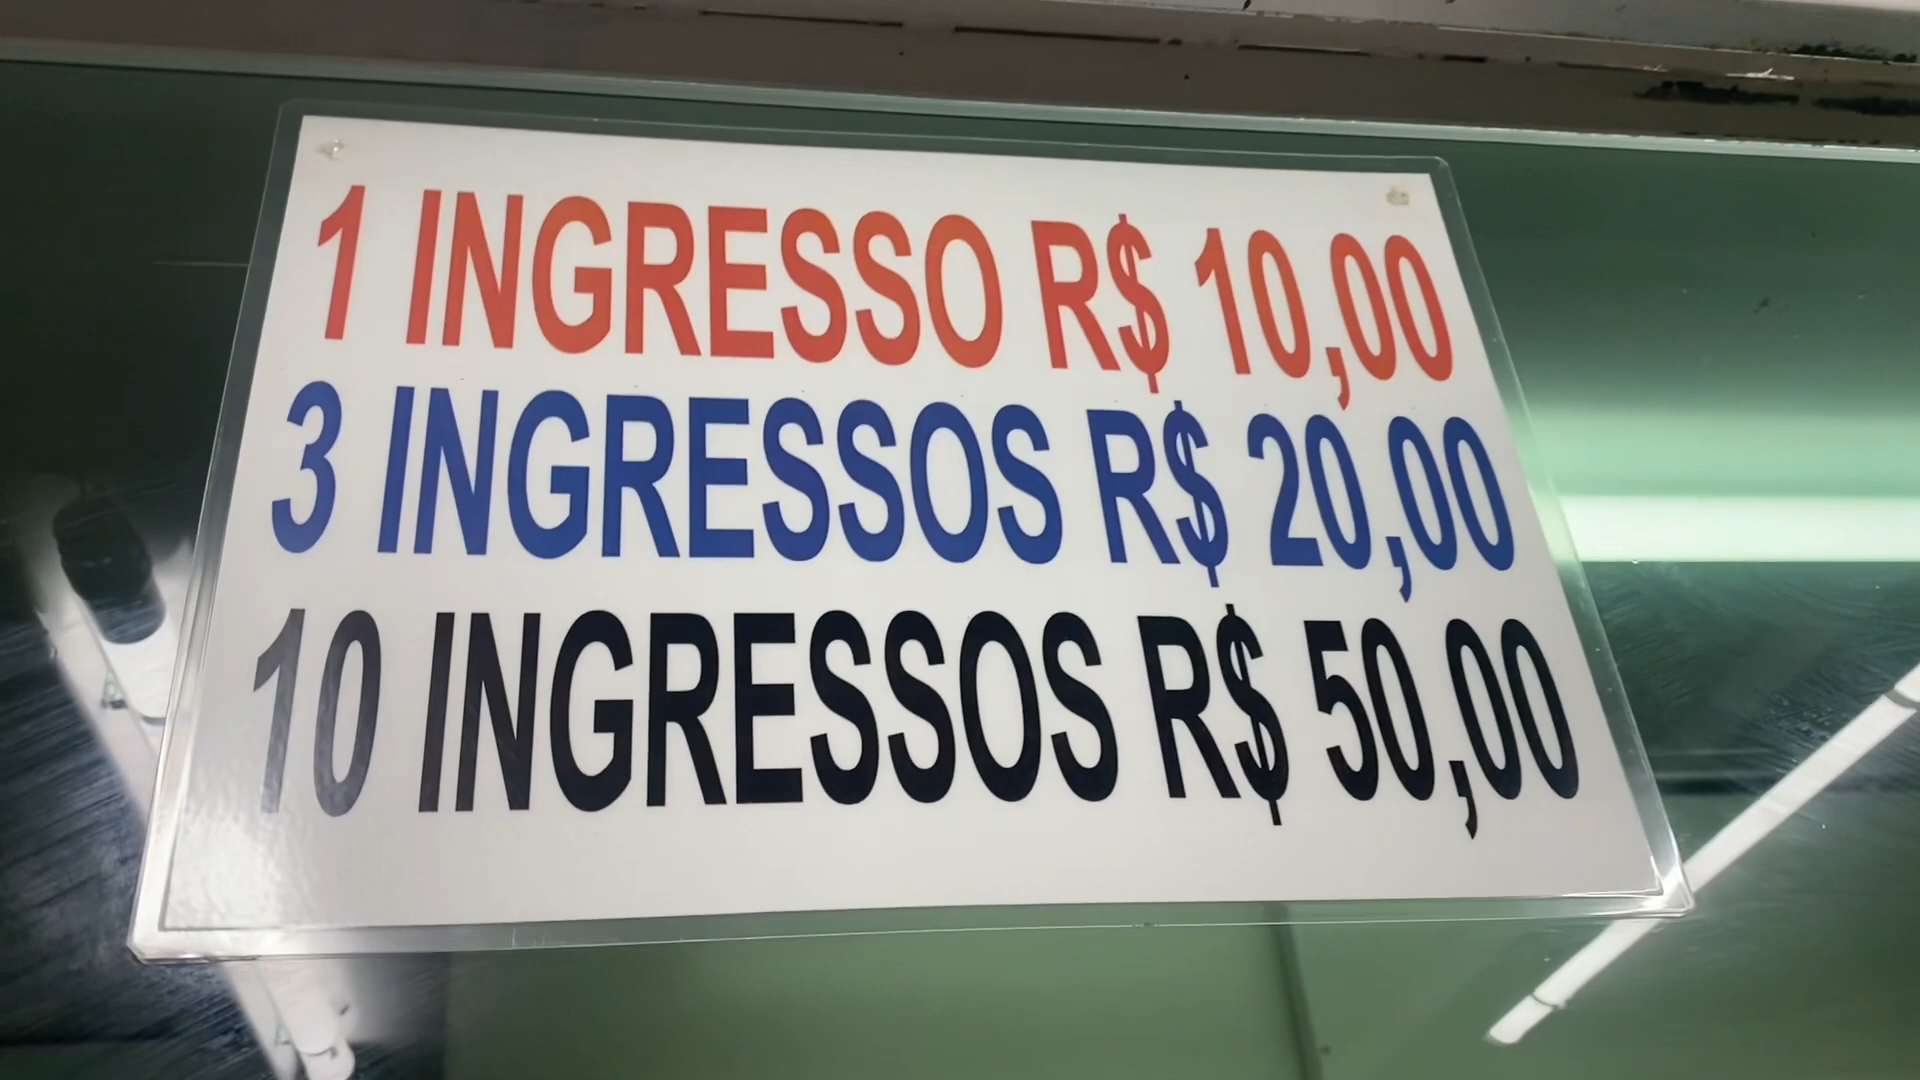 1 INGRESSO R$ 10,00
3 INGRESSOS R$ 20,00
10 INGRESSOS R$ 50,00